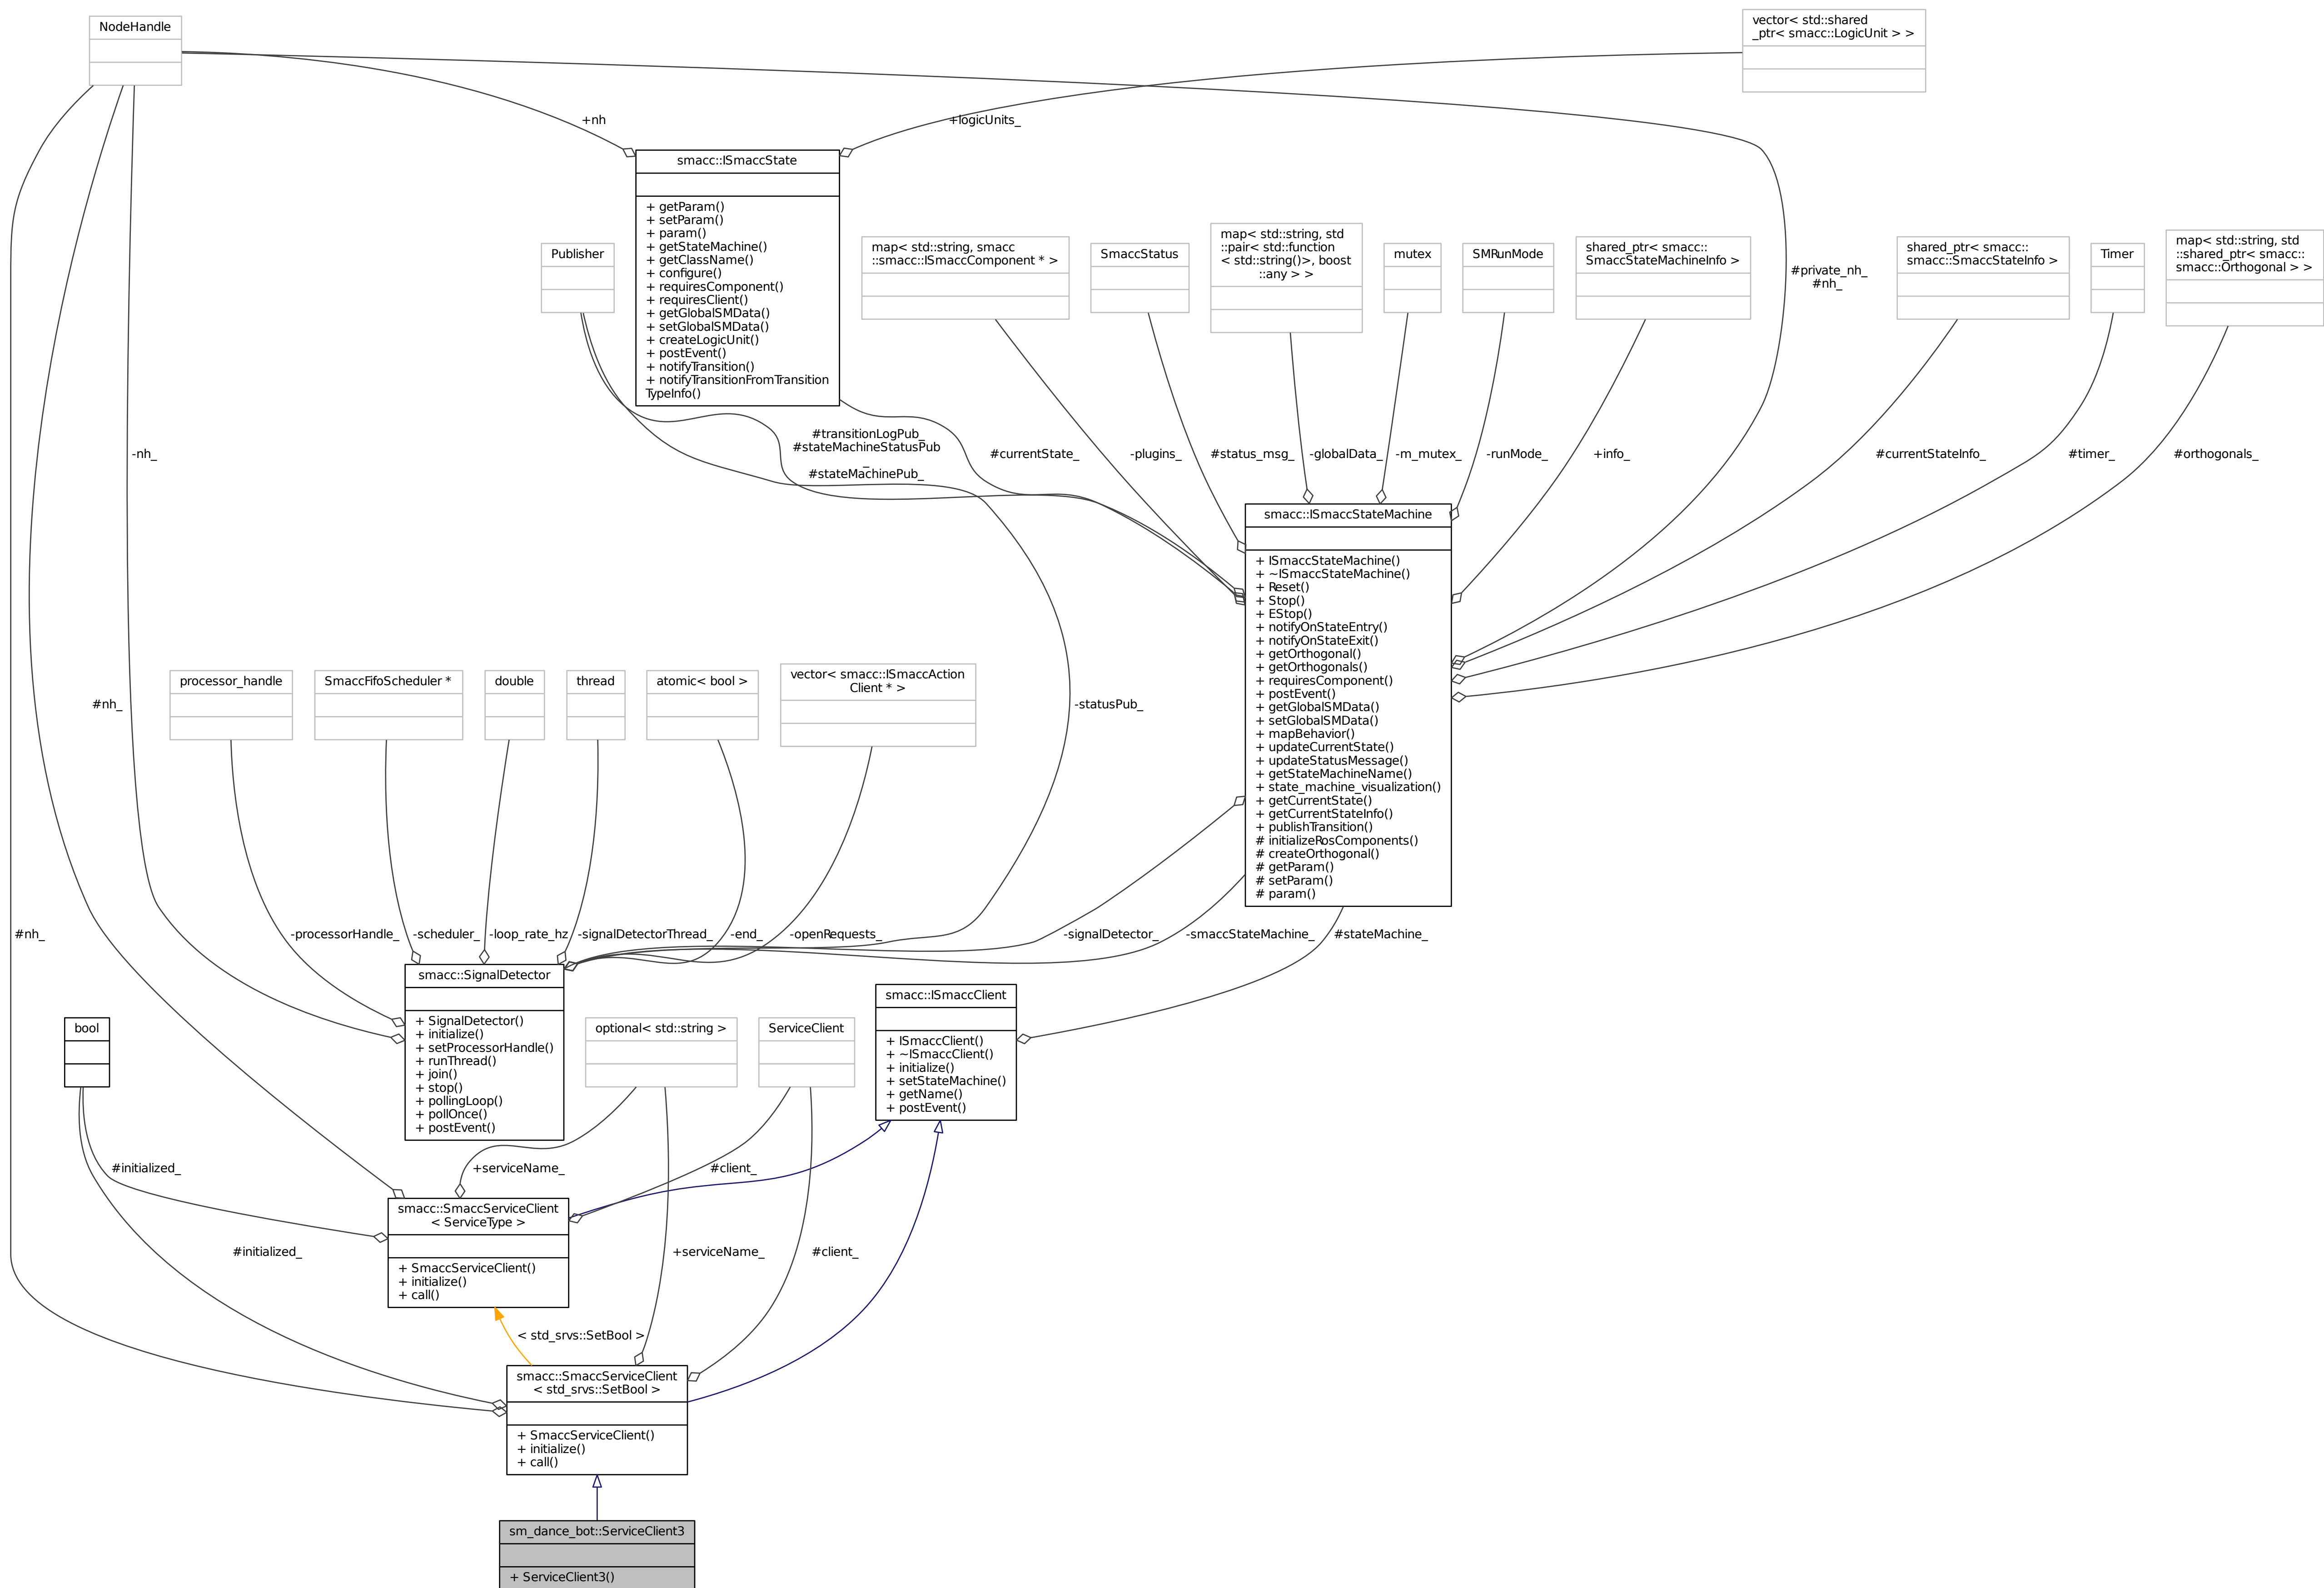 NodeHandle
vector< std::shared
_ptr< smacc::LogicUnit > >
+nh
+logicUnits_
smacc::ISmaccState
+ getParam()
+ setParam()
+ param()
+ getStateMachine()
+ getClassName()
+ configure()
+ requiresComponent()
+ requiresClient()
+ getGlobalSMData()
+ setGlobalSMData()
+ createLogicUnit()
+ postEvent()
+ notifyTransition()
+ notifyTransitionFromTransition
TypeInfo()
Publisher
map< std::string, smacc
::smacc::ISmaccComponent * >
SmaccStatus
map< std::string, std
::pair< std::function
< std::string()>, boost
::any > >
mutex
SMRunMode
shared_ptr< smacc::
SmaccStateMachineInfo >
#private_nh_
#nh_
shared_ptr< smacc::
smacc::SmaccStateInfo >
Timer
map< std::string, std
::shared_ptr< smacc::
smacc::Orthogonal > >
-nh_
#transitionLogPub_
#stateMachineStatusPub
_
#stateMachinePub_
#currentState_
-plugins_
#status_msg_
-globalData_
-m_mutex_
-runMode_
+info_
#currentStateInfo_
#timer_
#orthogonals_
smacc::ISmaccStateMachine
+ ISmaccStateMachine()
+ ~ISmaccStateMachine()
+ Reset()
+ Stop()
+ EStop()
+ notifyOnStateEntry()
+ notifyOnStateExit()
+ getOrthogonal()
+ getOrthogonals()
+ requiresComponent()
+ postEvent()
+ getGlobalSMData()
+ setGlobalSMData()
+ mapBehavior()
+ updateCurrentState()
+ updateStatusMessage()
+ getStateMachineName()
+ state_machine_visualization()
+ getCurrentState()
+ getCurrentStateInfo()
+ publishTransition()
# initializeRosComponents()
# createOrthogonal()
# getParam()
# setParam()
# param()
#nh_
processor_handle
SmaccFifoScheduler *
double
thread
atomic< bool >
vector< smacc::ISmaccAction
Client * >
-statusPub_
#nh_
-processorHandle_
-scheduler_
-loop_rate_hz
-signalDetectorThread_
-end_
-openRequests_
-signalDetector_
-smaccStateMachine_
#stateMachine_
smacc::SignalDetector
+ SignalDetector()
+ initialize()
+ setProcessorHandle()
+ runThread()
+ join()
+ stop()
+ pollingLoop()
+ pollOnce()
+ postEvent()
smacc::ISmaccClient
+ ISmaccClient()
+ ~ISmaccClient()
+ initialize()
+ setStateMachine()
+ getName()
+ postEvent()
bool
optional< std::string >
ServiceClient
#initialized_
+serviceName_
#client_
smacc::SmaccServiceClient
< ServiceType >
+ SmaccServiceClient()
+ initialize()
+ call()
#initialized_
+serviceName_
#client_
< std_srvs::SetBool >
smacc::SmaccServiceClient
< std_srvs::SetBool >
+ SmaccServiceClient()
+ initialize()
+ call()
sm_dance_bot::ServiceClient3
+ ServiceClient3()